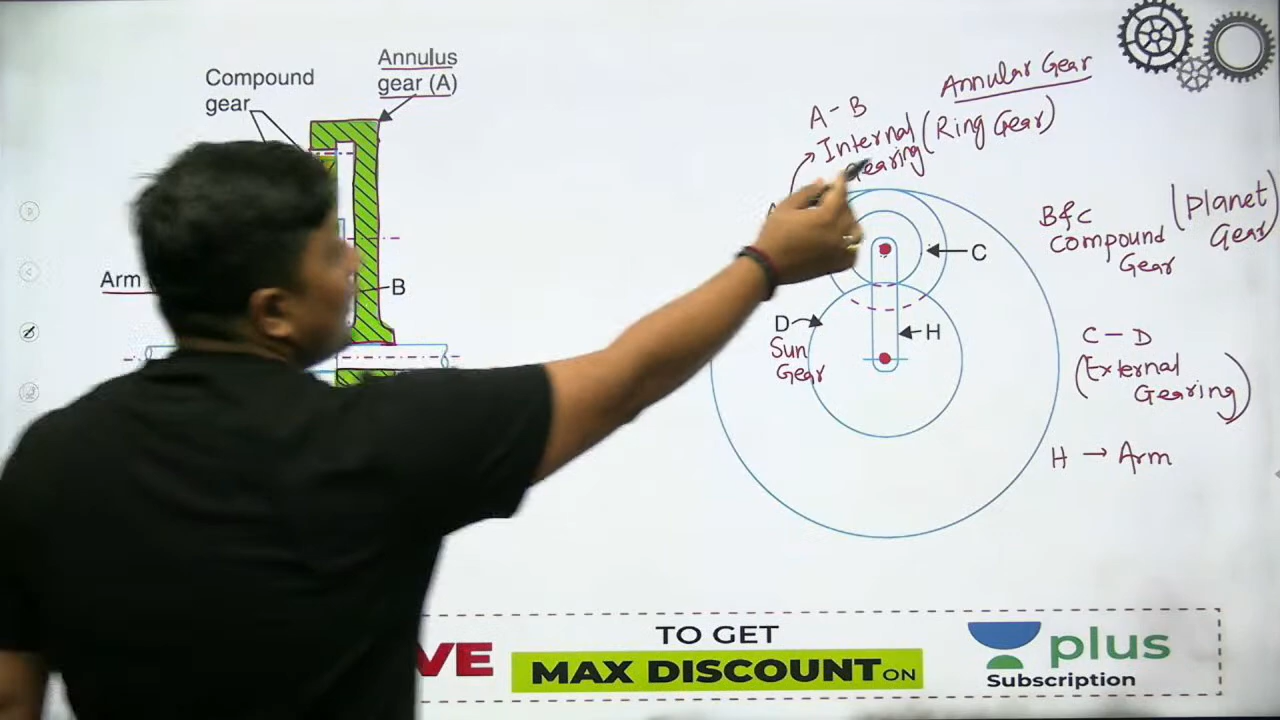 Annulus
gear (A)
Compound
gear
Arm
B
Annular Gear
A - B
Internal (Ring Gear)
Gearing
B & C (Planet
Compound Gear)
Gear
C
D
Sun
Gear
H
C - D
(External
Gearing)
H → Arm
VE
TO GET
MAX DISCOUNT ON
plus
Subscription